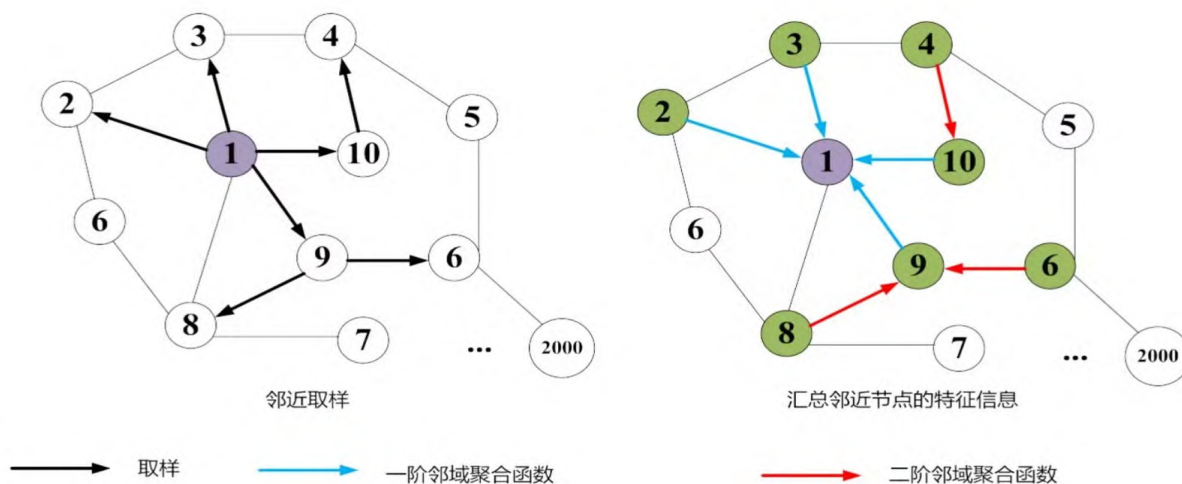 3 4 3 4
2 5 2 5
1 10 1 10
6 9 6 6 9 6
8 7 ... 2000 8 7 ... 2000
邻近取样 汇总邻近节点的特征信息
取样 一阶邻域聚合函数 二阶邻域聚合函数